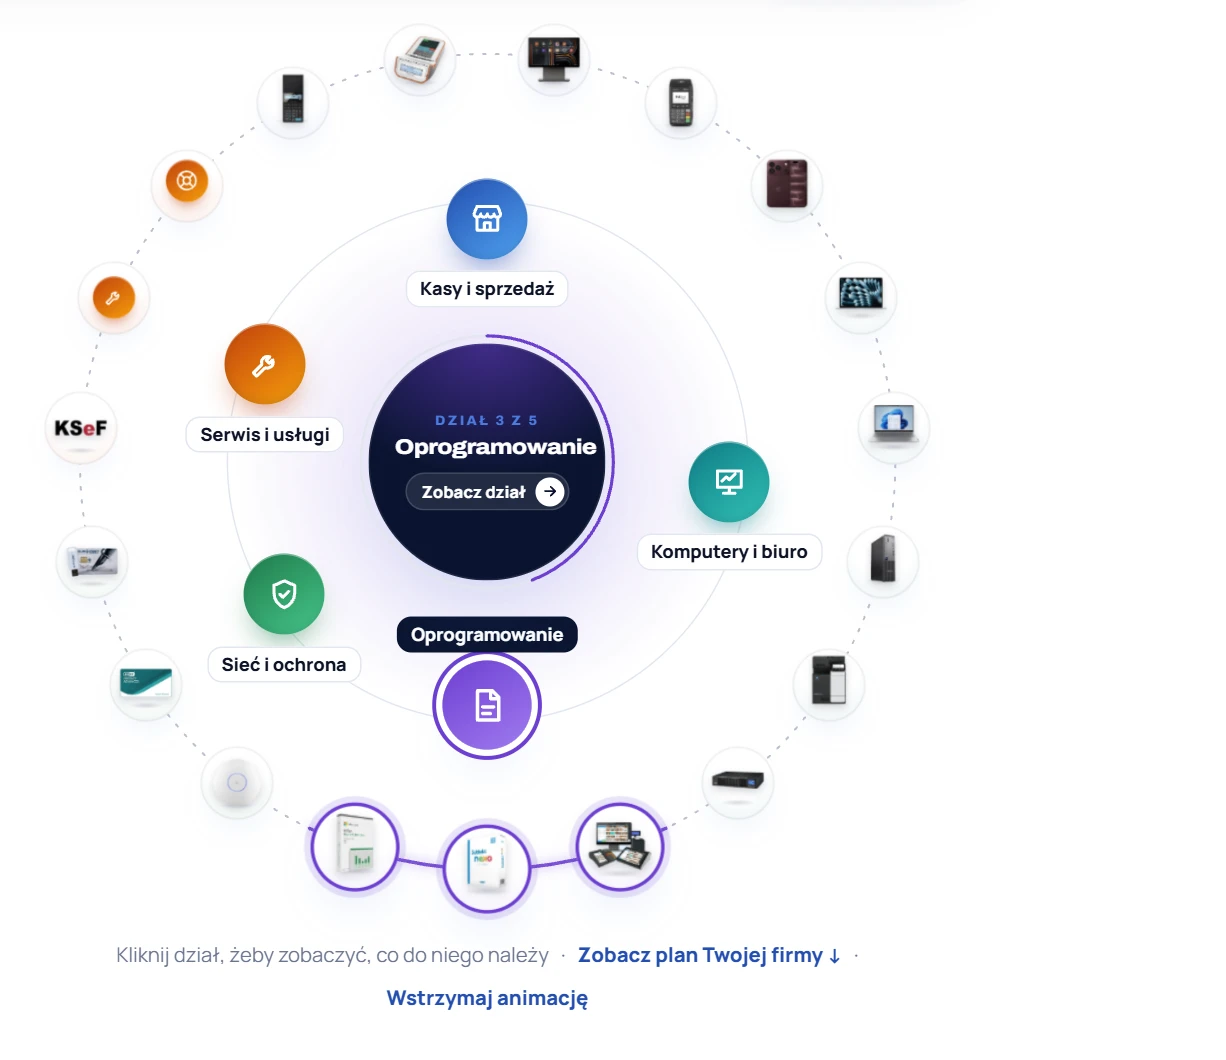 Kasy i sprzedaż
DZIAŁ 3 Z 5
Oprogramowanie
Zobacz dział
Serwis i usługi
KSeF
Komputery i biuro
Sieć i ochrona
Oprogramowanie
Kliknij dział, żeby zobaczyć, co do niego należy · Zobacz plan Twojej firmy ↓ ·
Wstrzymaj animację